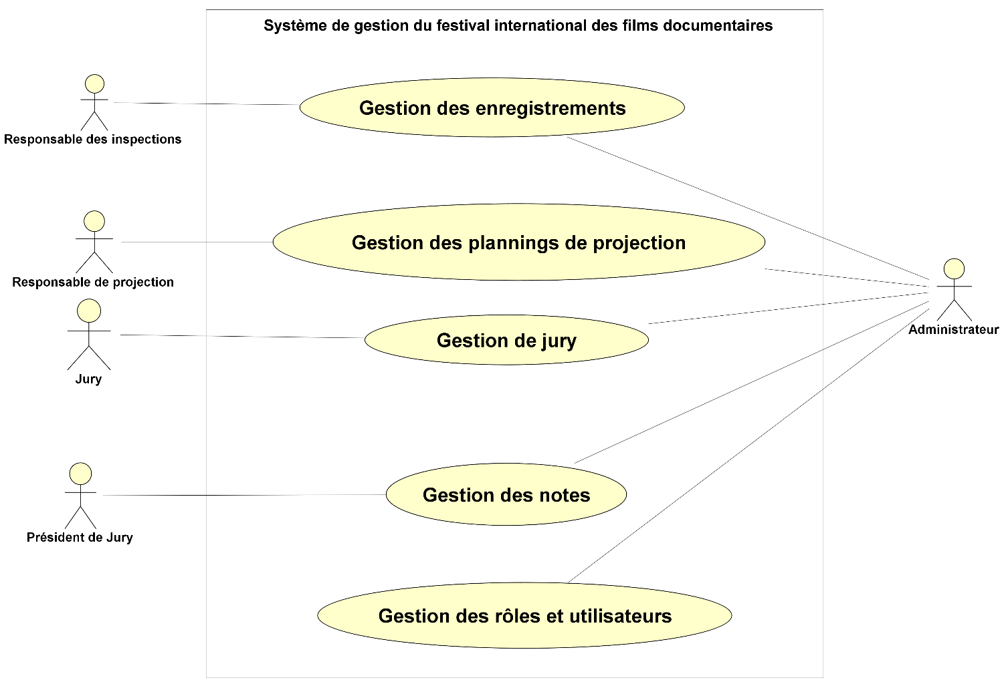 Système de gestion du festival international des films documentaires
Gestion des enregistrements
Responsable des inspections
Gestion des plannings de projection
Responsable de projection
Administrateur
Gestion de jury
Jury
Gestion des notes
Président de Jury
Gestion des rôles et utilisateurs